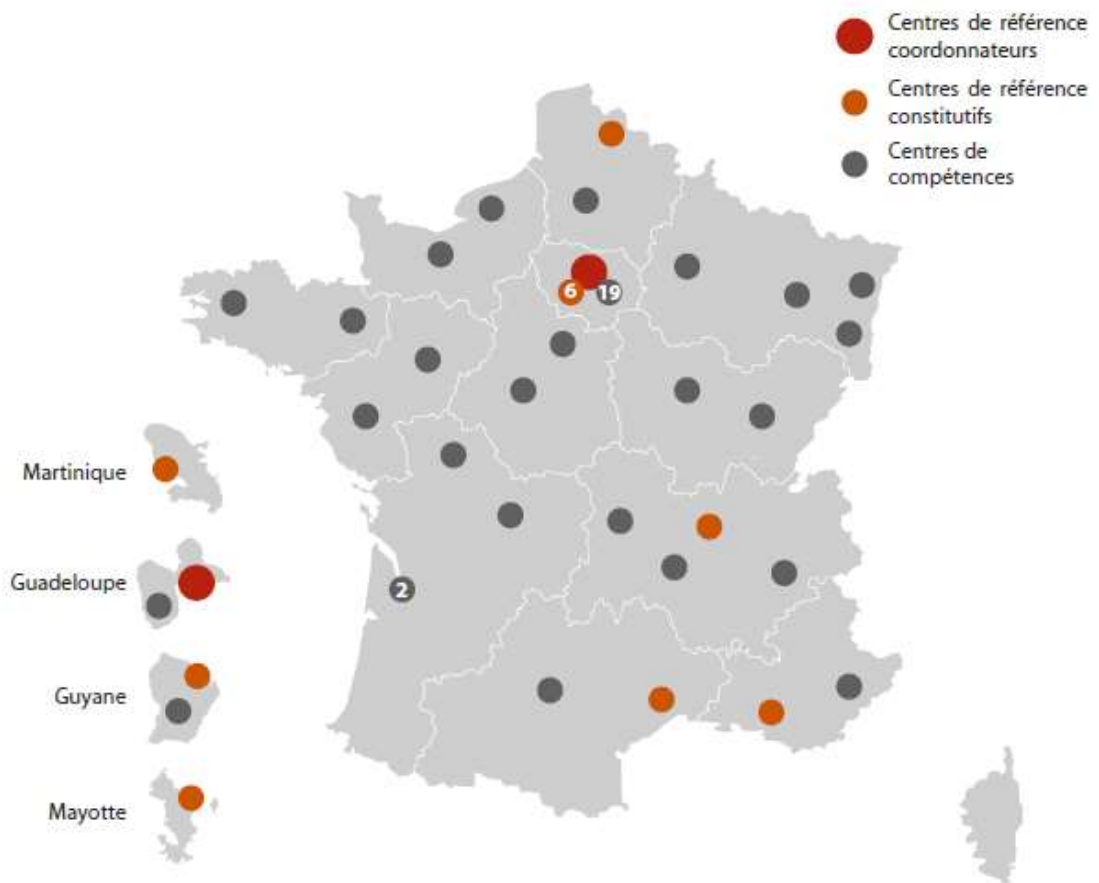 Centres de référence
coordonnateurs
Centres de référence
constitutifs
Centres de
compétences
6
19
Martinique
Guadeloupe
2
Guyane
Mayotte